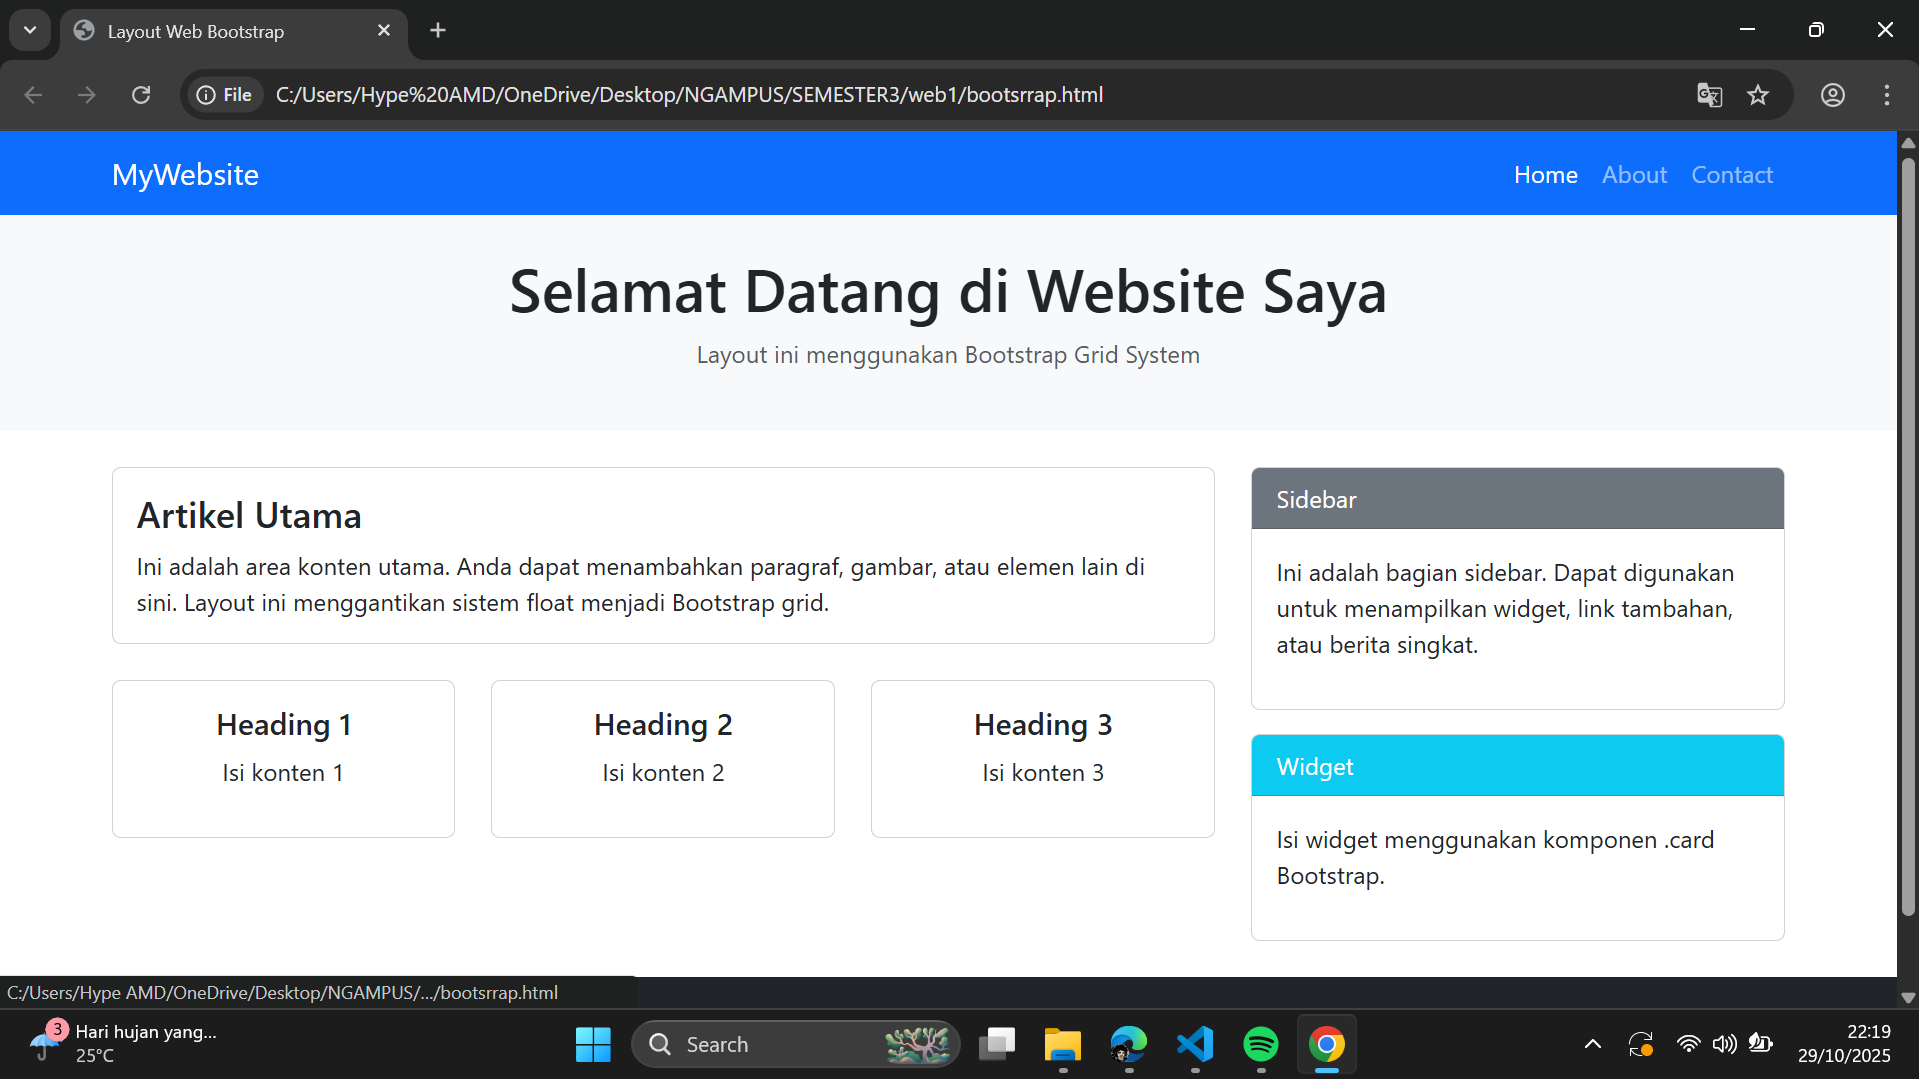 Layout Web Bootstrap
File
C:/Users/Hype%20AMD/OneDrive/Desktop/NGAMPUS/SEMESTER3/web1/bootsrrap.html
MyWebsite
Home About Contact
Selamat Datang di Website Saya
Layout ini menggunakan Bootstrap Grid System
Artikel Utama
Ini adalah area konten utama. Anda dapat menambahkan paragraf, gambar, atau elemen lain di
sini. Layout ini menggantikan sistem float menjadi Bootstrap grid.
Heading 1
Isi konten 1
Heading 2
Isi konten 2
Heading 3
Isi konten 3
Sidebar
Ini adalah bagian sidebar. Dapat digunakan
untuk menampilkan widget, link tambahan,
atau berita singkat.
Widget
Isi widget menggunakan komponen .card
Bootstrap.
C:/Users/Hype AMD/OneDrive/Desktop/NGAMPUS/.../bootsrrap.html
3
Hari hujan yang...
25°C
Search
22:19
29/10/2025